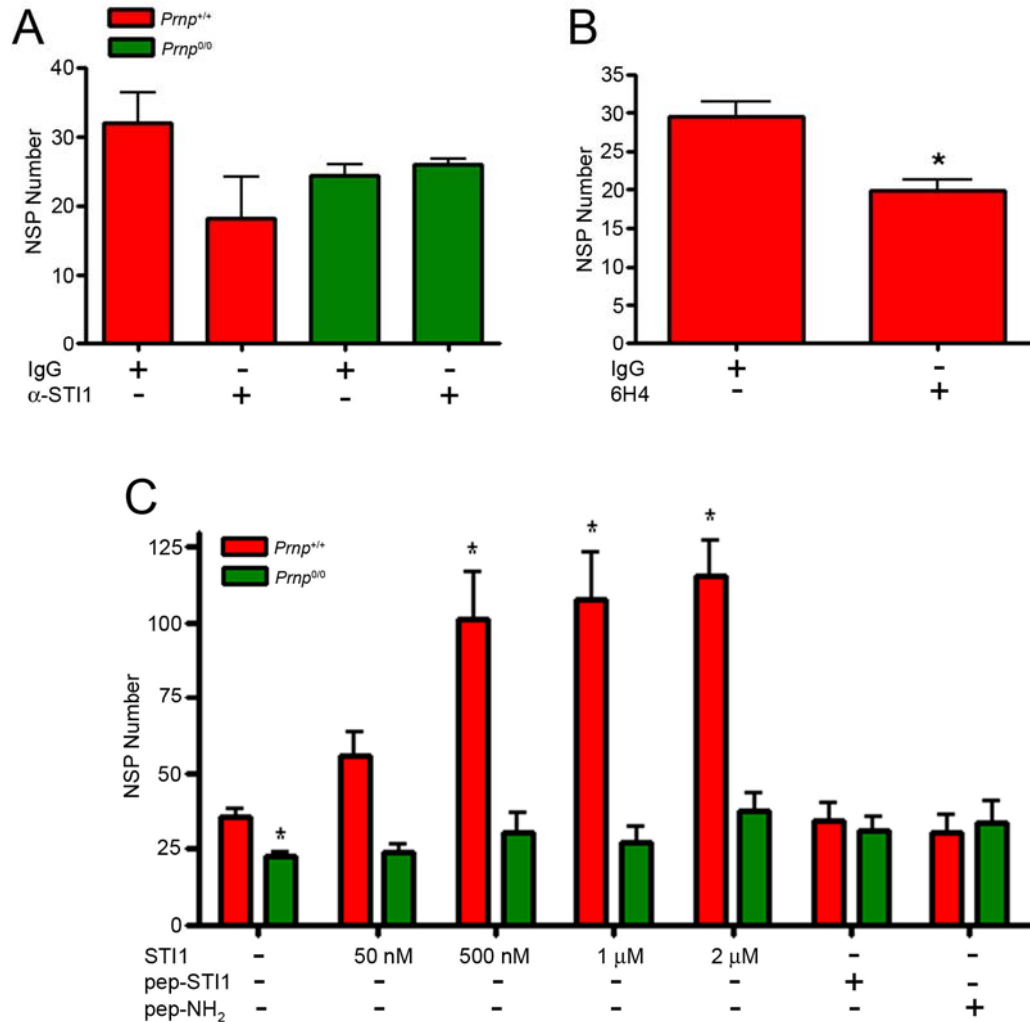 A
Prnp+/+
Prnp0/0
NSP Number
40
30
20
10
0
IgG + - + -
α-STI1 - + - +
B
NSP Number
35
30
25
20
15
10
5
0
*
IgG + -
6H4 - +
C
Prnp+/+
Prnp0/0
NSP Number
125
100
75
50
25
0
* * * *
STI1 - 50 nM 500 nM 1 μM 2 μM - -
pep-STI1 - - - - - + -
pep-NH2 - - - - - - +